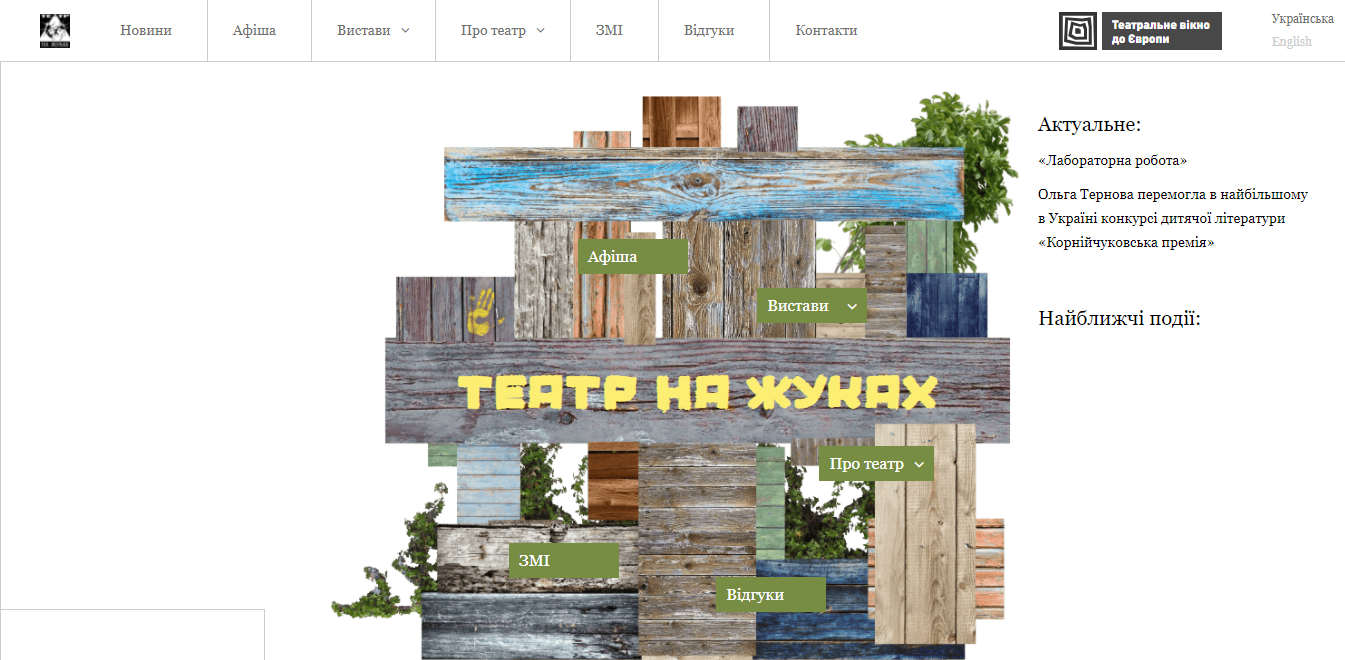 НА ЖУКАХ
Новини
Афіша
Вистави
Про театр
ЗМІ
Відгуки
Контакти
Театральне вікно
до Європи
Українська
English
Афіша
Вистави
ТЕАТР НА ЖУКАХ
Про театр
ЗМІ
Відгуки
Актуальне:
«Лабораторна робота»
Ольга Тернова перемогла в найбільшому
в Україні конкурсі дитячої літератури
«Корнійчуковська премія»
Найближчі події: